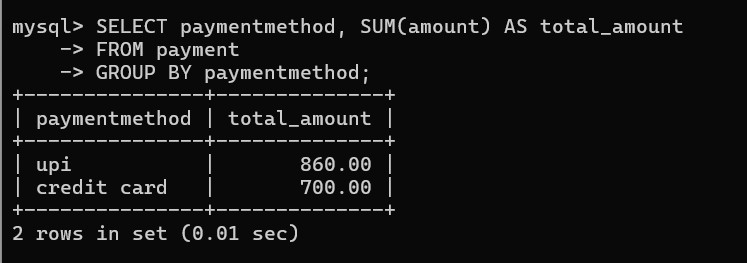 mysql> SELECT paymentmethod, SUM(amount) AS total_amount
    -> FROM payment
    -> GROUP BY paymentmethod;
+---------------+--------------+
| paymentmethod | total_amount |
+---------------+--------------+
| upi           |       860.00 |
| credit card   |       700.00 |
+---------------+--------------+
2 rows in set (0.01 sec)